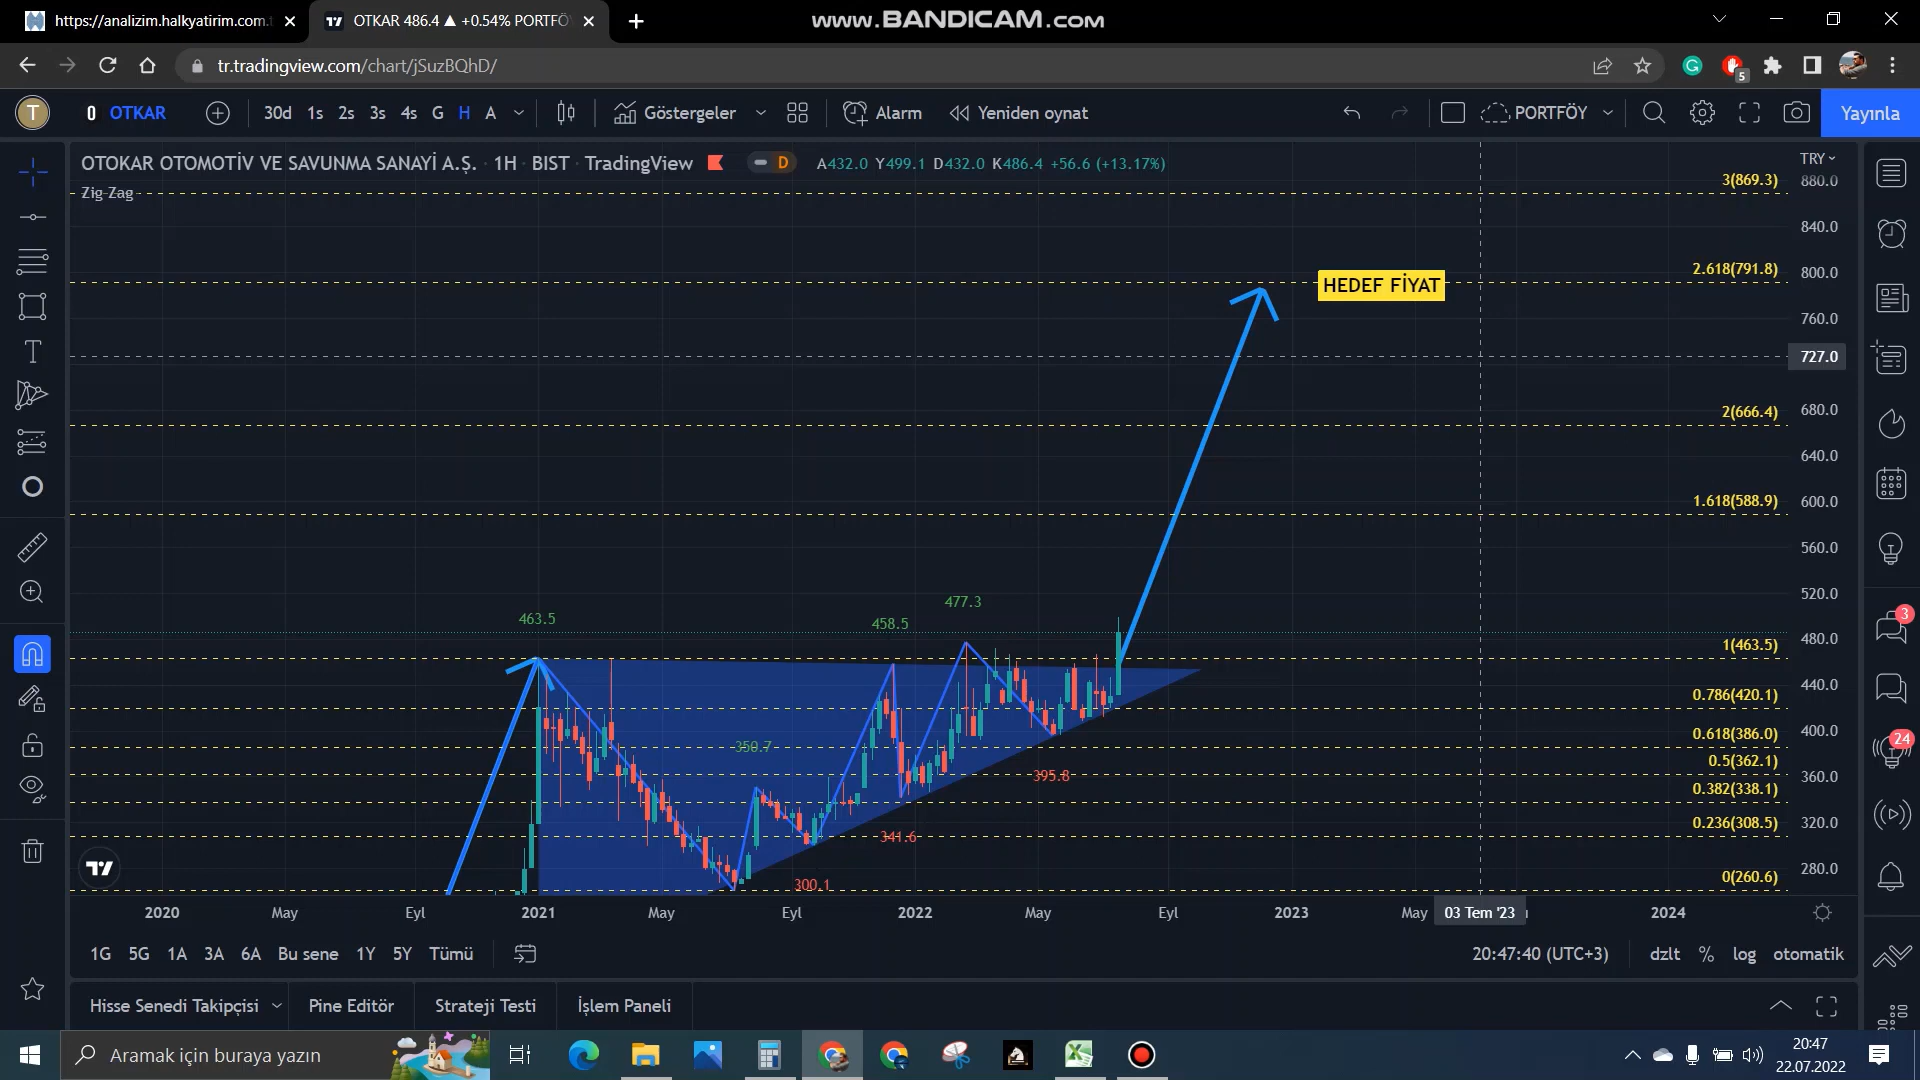 https://analizim.halkyatirim.com.t
OTKAR 486.4 ▲ +0.54% PORTFÖ
www.BANDICAM.com
tr.tradingview.com/chart/jSuzBQhD/
5
T
0 OTKAR
30d 1s 2s 3s 4s G H A
Göstergeler
Alarm
Yeniden oynat
PORTFÖY
Yayınla
OTOKAR OTOMOTİV VE SAVUNMA SANAYİ A.Ş. · 1H · BIST · TradingView
D
A432.0 Y499.1 D432.0 K486.4 +56.6 (+13.17%)
TRY
Zig Zag
3(869.3)
880.0
840.0
2.618(791.8)
800.0
HEDEF FİYAT
760.0
727.0
2(666.4)
680.0
640.0
1.618(588.9)
600.0
560.0
520.0
477.3
463.5
458.5
480.0
1(463.5)
440.0
0.786(420.1)
400.0
0.618(386.0)
350.7
0.5(362.1)
395.8
360.0
0.382(338.1)
341.6
0.236(308.5)
320.0
300.1
0(260.6)
280.0
3
24
2020 May Eyl 2021 May Eyl 2022 May Eyl 2023 May 03 Tem '23 2024
1G 5G 1A 3A 6A Bu sene 1Y 5Y Tümü
20:47:40 (UTC+3)
dzlt % log otomatik
Hisse Senedi Takipçisi
Pine Editör
Strateji Testi
İşlem Paneli
Aramak için buraya yazın
20:47
22.07.2022